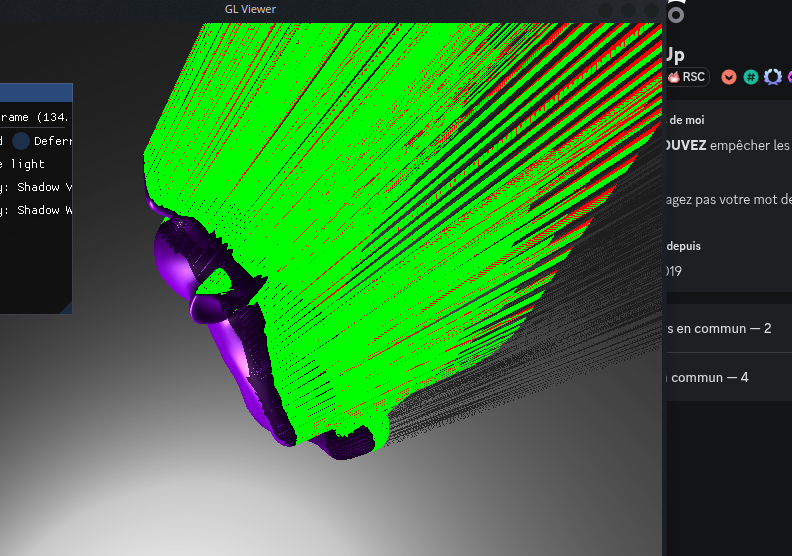 GL Viewer
Up
RSC
rame (134.
Deferr
de moi
OUVEZ empêcher les
e light
y: Shadow V
agez pas votre mot de
y: Shadow W
depuis
019
s en commun — 2
commun — 4